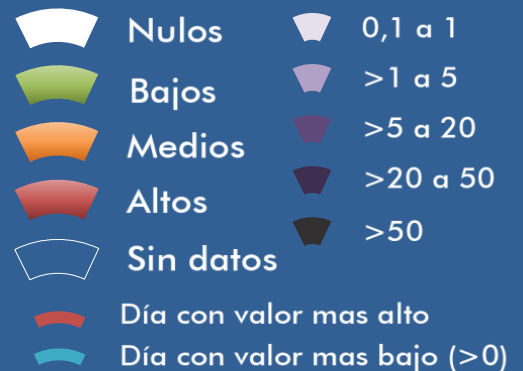 Nulos
Bajos
Medios
Altos
Sin datos
0,1 a 1
>1 a 5
>5 a 20
>20 a 50
>50
Día con valor mas alto
Día con valor mas bajo (>0)